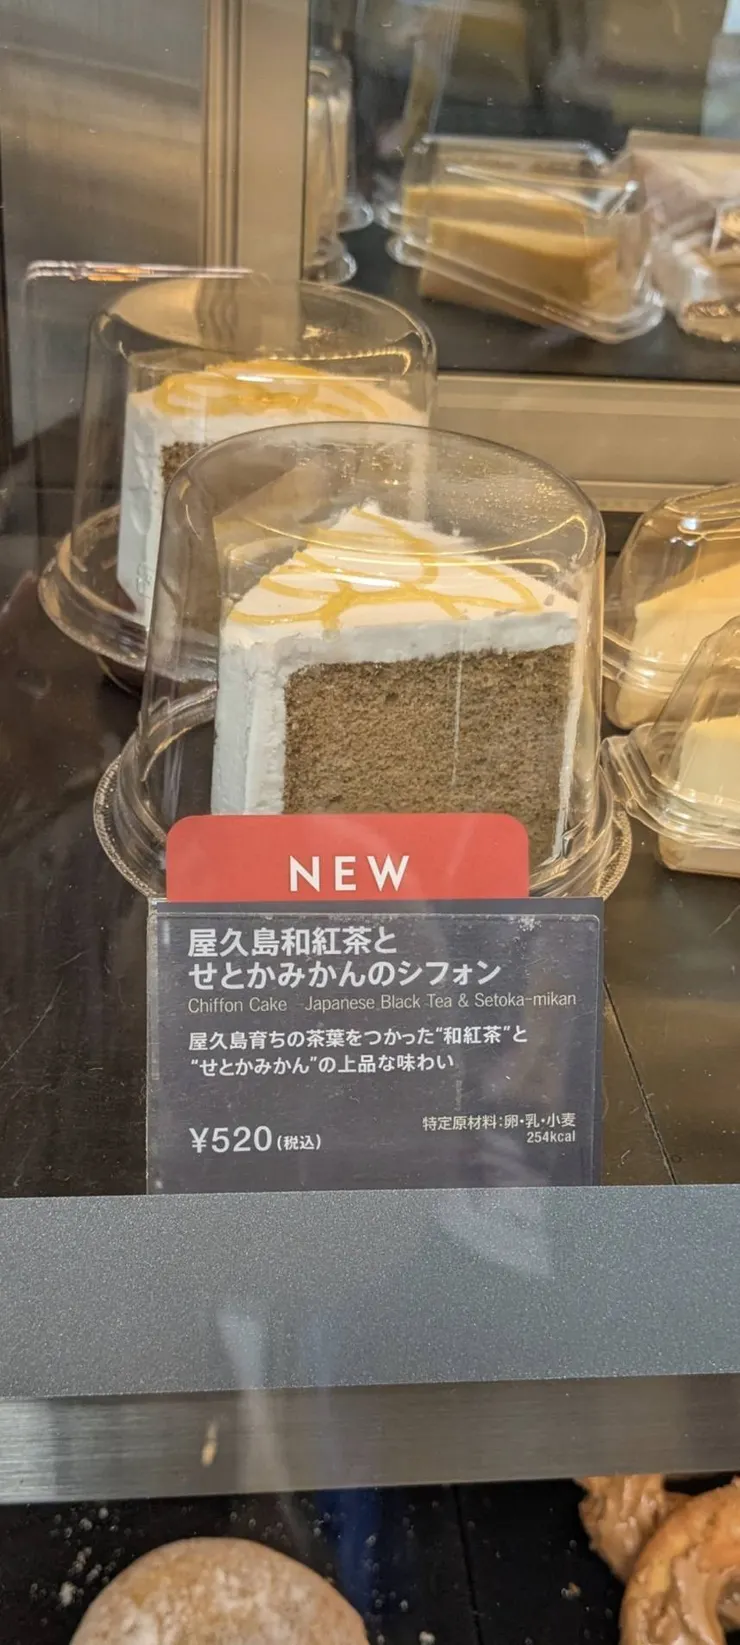 NEW
屋久島和紅茶と
せとかみかんのシフォン
Chiffon Cake Japanese Black Tea & Setoka-mikan
屋久島育ちの茶葉をつかった“和紅茶”と
“せとかみかん”の上品な味わい
¥520(税込)
特定原材料:卵・乳・小麦
254kcal